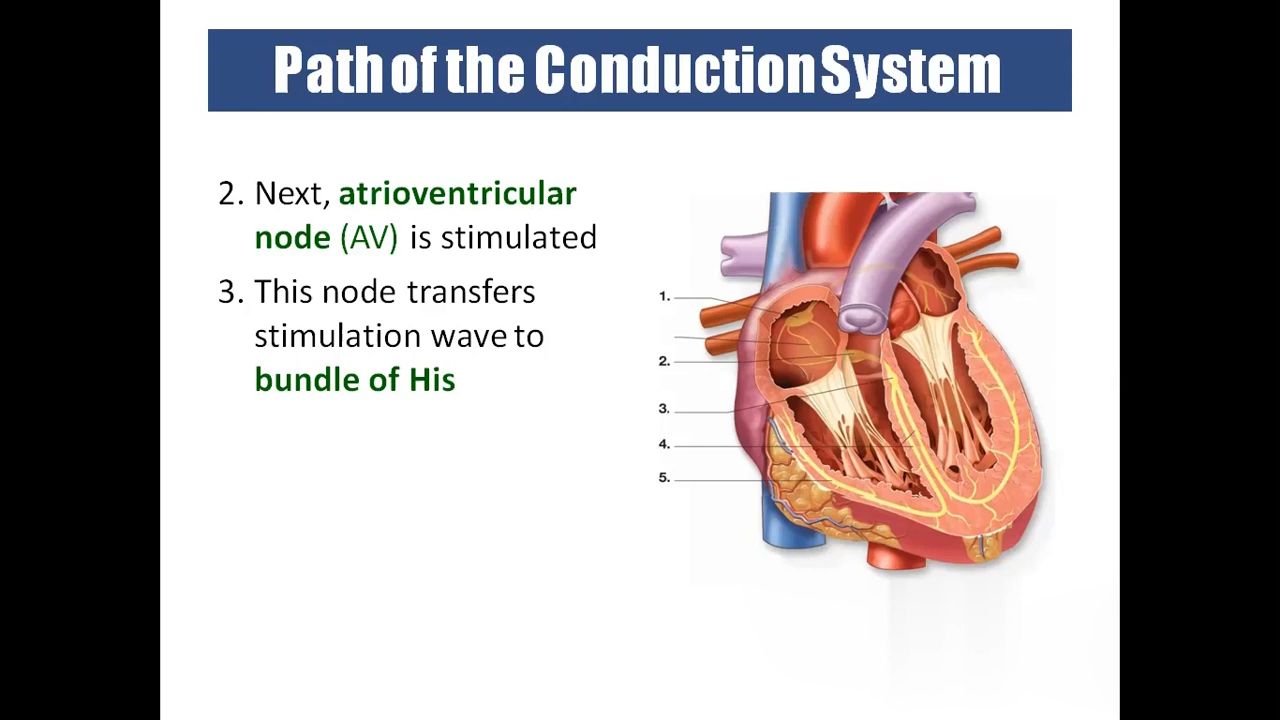 Path of the Conduction System
2. Next, atrioventricular
node (AV) is stimulated
3. This node transfers
stimulation wave to
bundle of His
1.
2.
3.
4.
5.